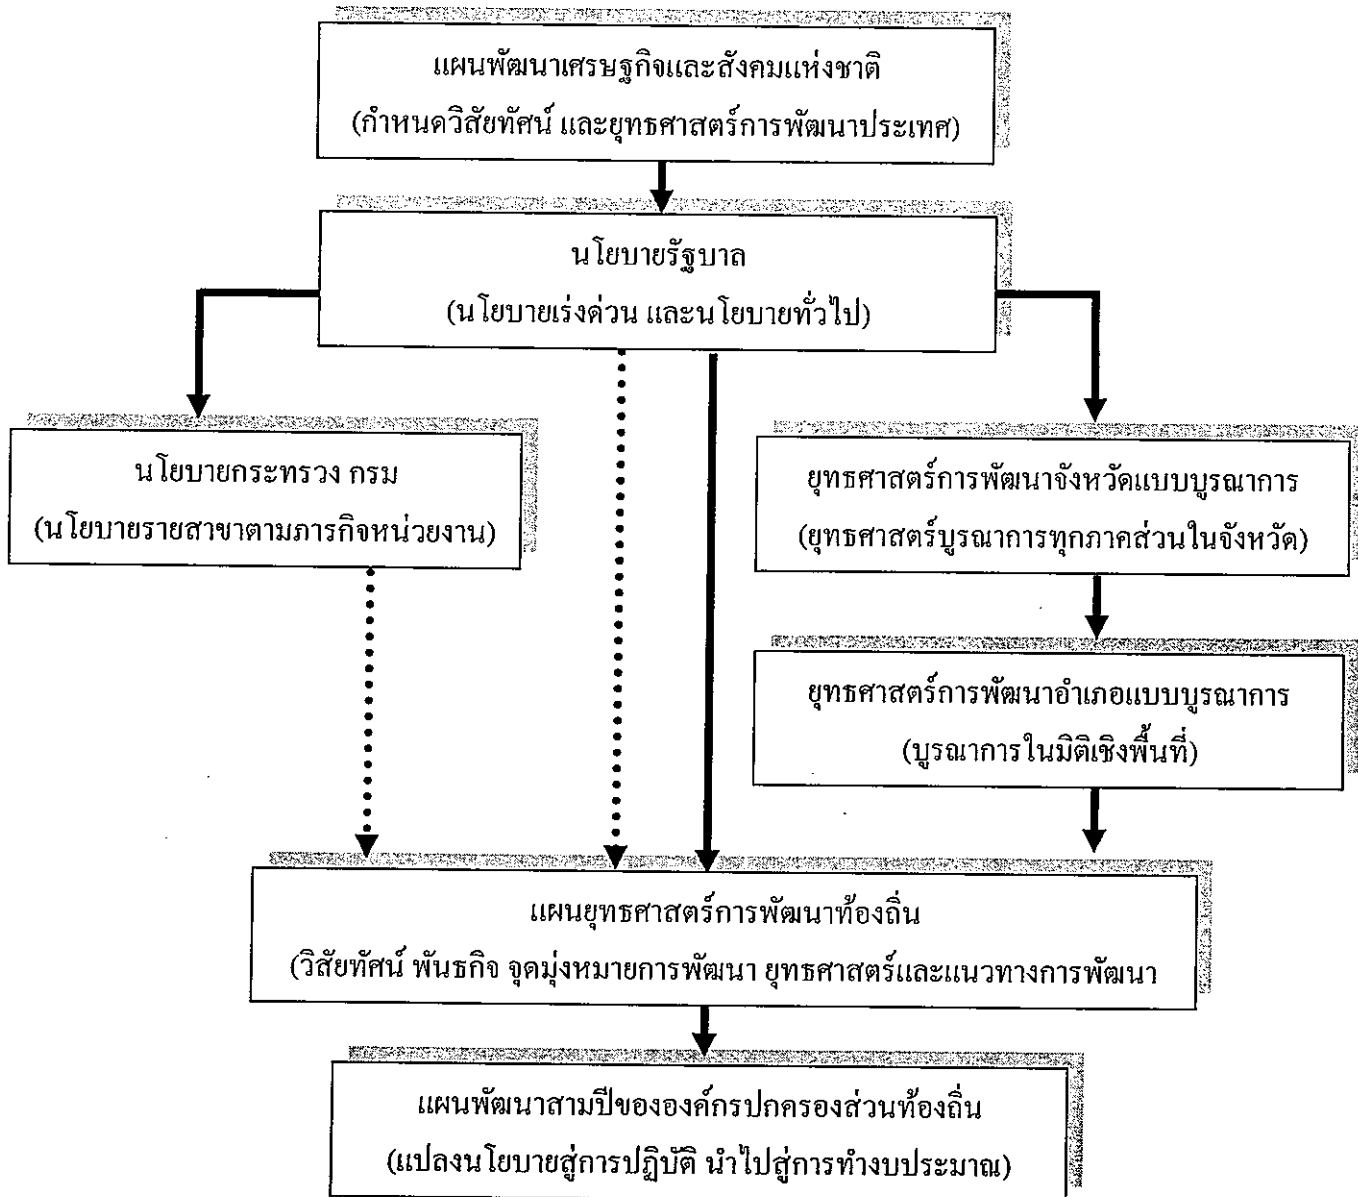 แผนพัฒนาเศรษฐกิจและสังคมแห่งชาติ
(กำหนดวิสัยทัศน์ และยุทธศาสตร์การพัฒนาประเทศ)
นโยบายรัฐบาล
(นโยบายเร่งด่วน และนโยบายทั่วไป)
นโยบายกระทรวง กรม
(นโยบายรายสาขาตามภารกิจหน่วยงาน)
ยุทธศาสตร์การพัฒนาจังหวัดแบบบูรณาการ
(ยุทธศาสตร์บูรณาการทุกภาคส่วนในจังหวัด)
ยุทธศาสตร์การพัฒนาอำเภอแบบบูรณาการ
(บูรณาการในมิติเชิงพื้นที่)
แผนยุทธศาสตร์การพัฒนาท้องถิ่น
(วิสัยทัศน์ พันธกิจ จุดมุ่งหมายการพัฒนา ยุทธศาสตร์และแนวทางการพัฒนา
แผนพัฒนาสามปีขององค์กรปกครองส่วนท้องถิ่น
(แปลงนโยบายสู่การปฏิบัติ นำไปสู่การทำงบประมาณ)